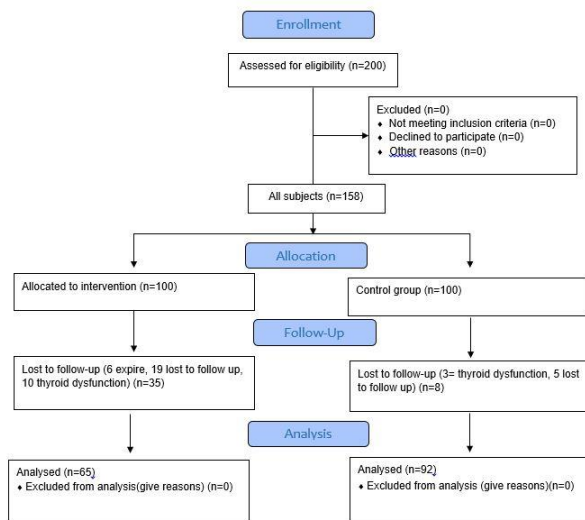 Enrollment
Assessed for eligibility (n=200)
Excluded (n=0)
♦ Not meeting inclusion criteria (n=0)
♦ Declined to participate (n=0)
♦ Other reasons (n=0)
All subjects (n=158)
Allocation
Allocated to intervention (n=100)
Control group (n=100)
Follow-Up
Lost to follow-up (6 expire, 19 lost to follow up,
10 thyroid dysfunction) (n=35)
Lost to follow-up (3= thyroid dysfunction, 5 lost
to follow up) (n=8)
Analysis
Analysed (n=65)
♦ Excluded from analysis(give reasons) (n=0)
Analysed (n=92)
♦ Excluded from analysis (give reasons)(n=0)